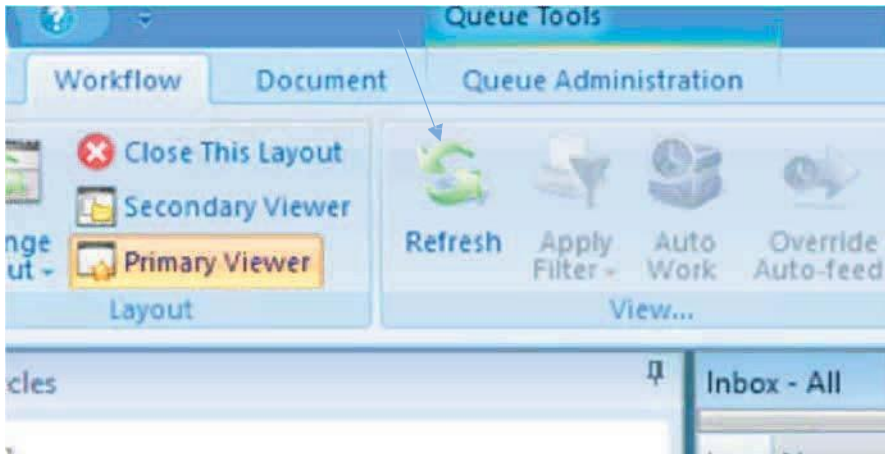 ?
Queue Tools
Workflow
Document
Queue Administration
Close This Layout
Secondary Viewer
Primary Viewer
nge
ut
Layout
Refresh
Apply
Filter
Auto
Work
Override
Auto-feed
View...
cles
Inbox - All